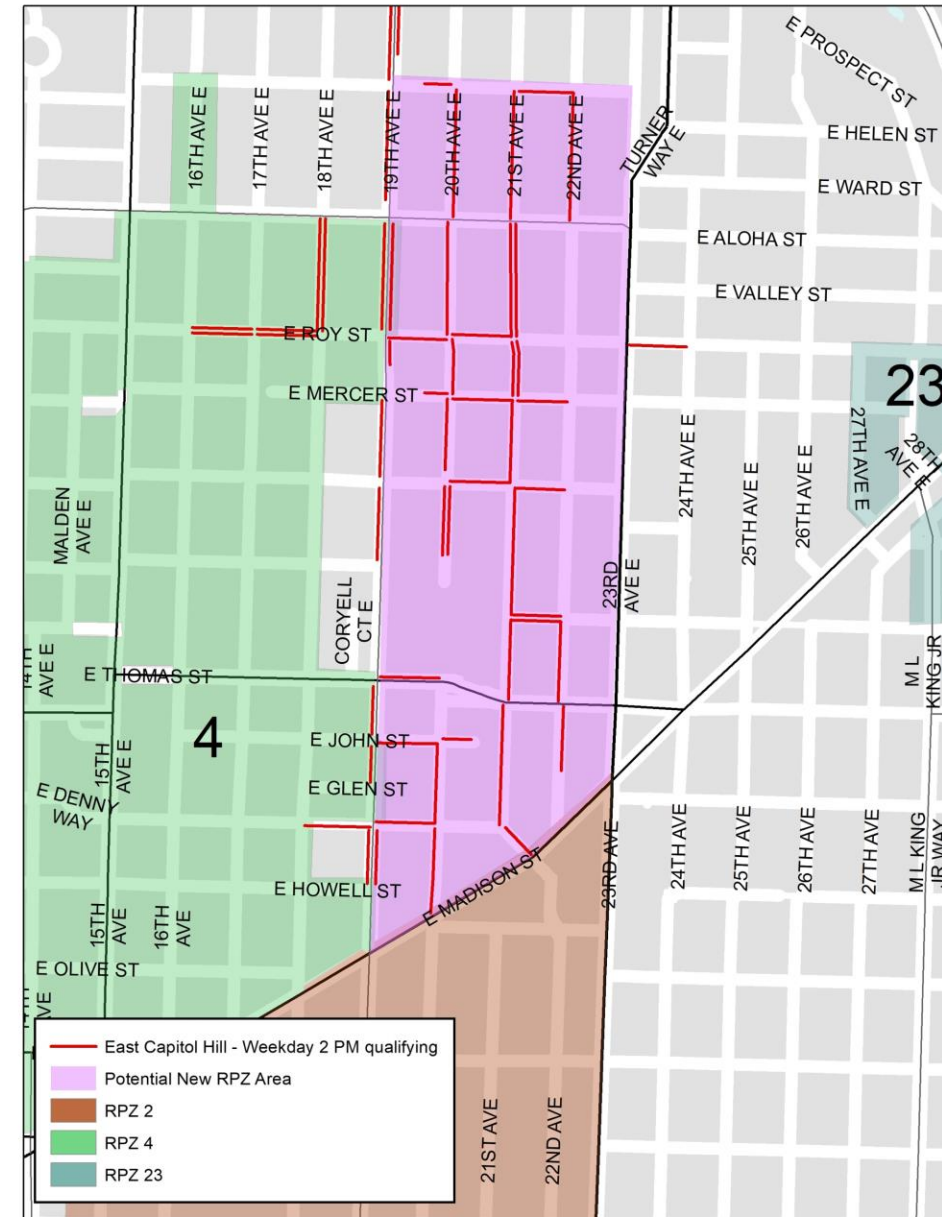 E PROSPECT ST
E HELEN ST
TURNER
WAY E
16TH AVE E
17TH AVE E
18TH AVE E
19TH AVE E
20TH AVE E
21ST AVE E
22ND AVE E
E WARD ST
E ALOHA ST
E VALLEY ST
E ROY ST
E MERCER ST
23
27TH AVE E
28TH
AVE E
24TH AVE E
25TH AVE E
26TH AVE E
MALDEN
AVE E
CORYELL
CT E
23RD
AVE E
14TH
AVE E
E THOMAS ST
M L
KING JR
4
15TH
AVE E
E JOHN ST
E GLEN ST
E DENNY
WAY
E HOWELL ST
E MADISON ST
23RD AVE
24TH AVE
25TH AVE
26TH AVE
27TH AVE
M L KING
JR WAY
15TH
AVE
16TH
AVE
E OLIVE ST
14TH
AVE
East Capitol Hill - Weekday 2 PM qualifying
Potential New RPZ Area
RPZ 2
RPZ 4
RPZ 23
21ST AVE
22ND AVE